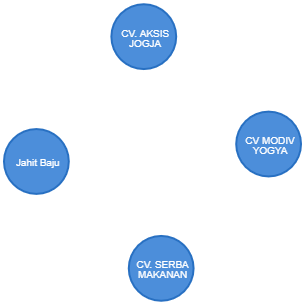 CV. AKSIS
JOGJA
CV MODIV
YOGYA
Jahit Baju
CV. SERBA
MAKANAN